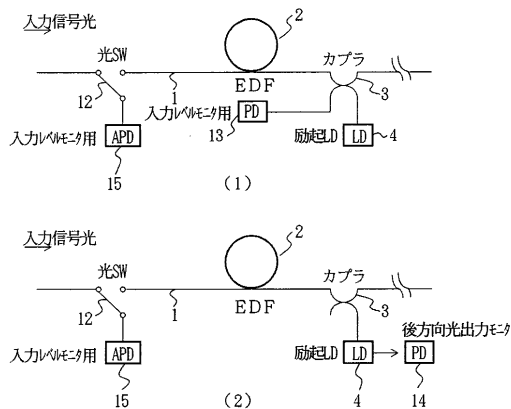 入力信号光
2
光SW
カプラ
12
1
EDF
3
入力レベルモニタ用 PD
入力レベルモニタ用 APD
13
励起LD LD 4
15
(1)
入力信号光
2
光SW
カプラ
12
1
EDF
3
後方向光出力モニタ
入力レベルモニタ用 APD
励起LD LD PD
15
(2)
4
14